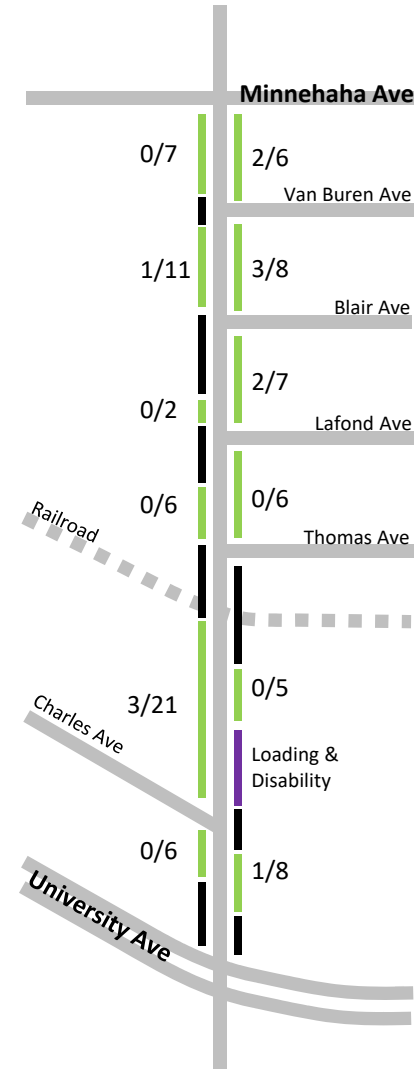 Minnehaha Ave
0/7
2/6
Van Buren Ave
1/11
3/8
Blair Ave
0/2
2/7
Lafond Ave
0/6
0/6
Thomas Ave
Railroad
0/5
3/21
Charles Ave
Loading &
Disability
0/6
1/8
University Ave